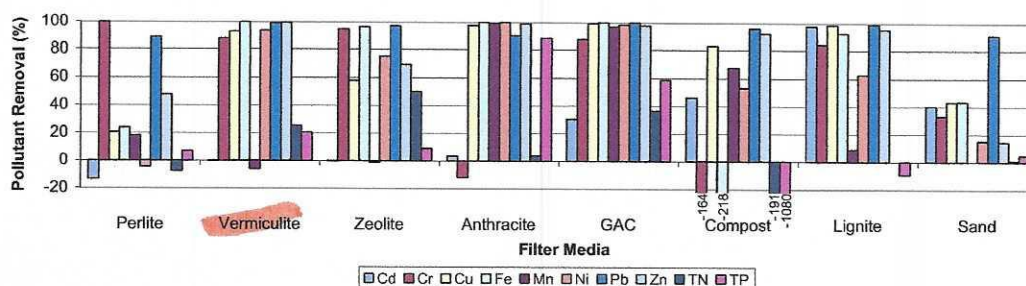 Pollutant Removal (%)
100
80
60
40
20
0
-20
-164
-218
-191
-1080
Perlite Vermiculite Zeolite Anthracite GAC Compost Lignite Sand
Filter Media
Cd Cr Cu Fe Mn Ni Pb Zn TN TP